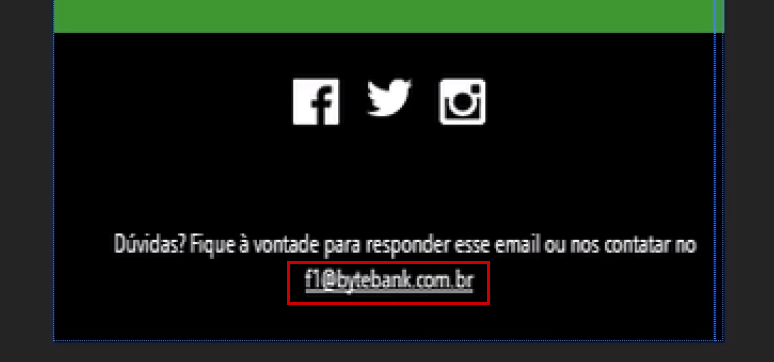 Dúvidas? Fique à vontade para responder esse email ou nos contatar no
f1@bytebank.com.br